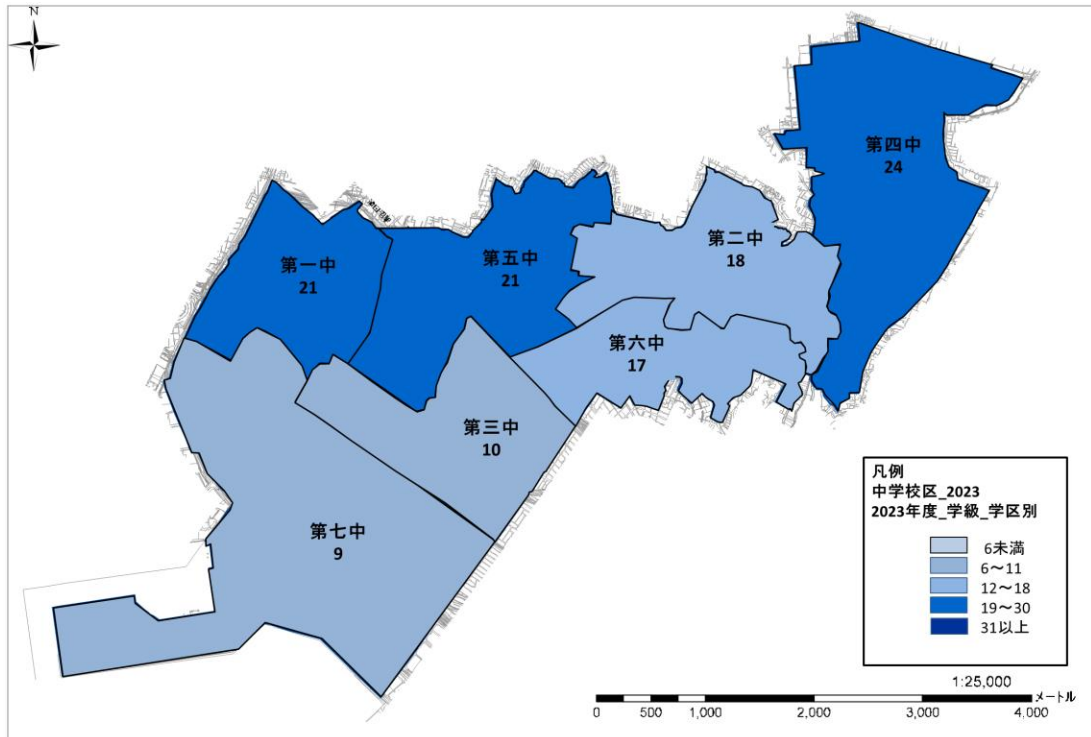 N
第四中
24
第二中
18
第五中
21
第一中
21
第六中
17
第三中
10
第七中
9
凡例
中学校区_2023
2023年度_学級_学区別
6未満
6～11
12～18
19～30
31以上
1:25,000
メートル
0 500 1,000 2,000 3,000 4,000